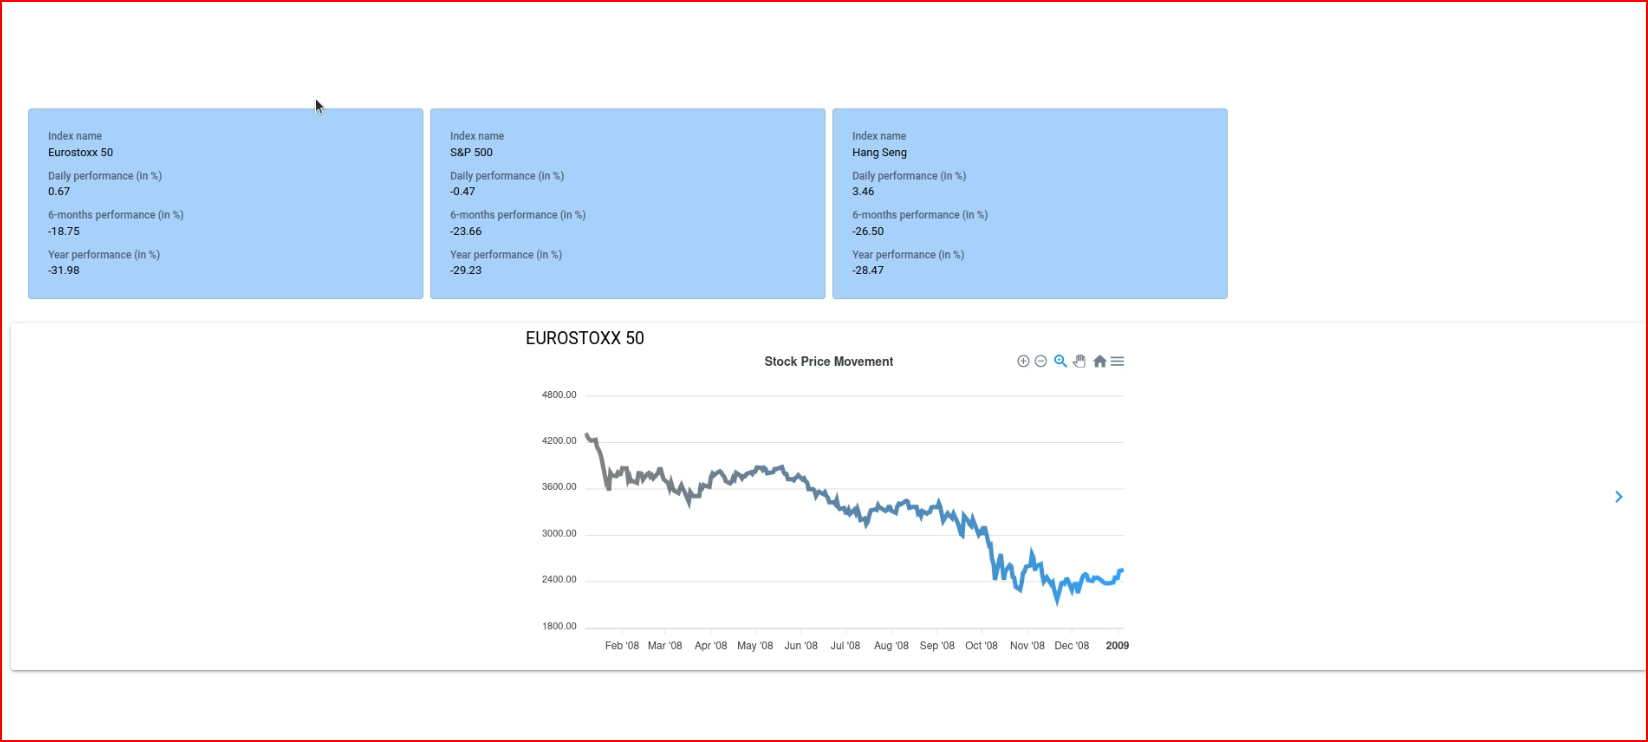 Index name
Eurostoxx 50
Daily performance (in %)
0.67
6-months performance (in %)
-18.75
Year performance (in %)
-31.98
Index name
S&P 500
Daily performance (in %)
-0.47
6-months performance (in %)
-23.66
Year performance (in %)
-29.23
Index name
Hang Seng
Daily performance (in %)
3.46
6-months performance (in %)
-26.50
Year performance (in %)
-28.47
EUROSTOXX 50
Stock Price Movement
4800.00
4200.00
3600.00
3000.00
2400.00
1800.00
Feb '08 Mar '08 Apr '08 May '08 Jun '08 Jul '08 Aug '08 Sep '08 Oct '08 Nov '08 Dec '08 2009